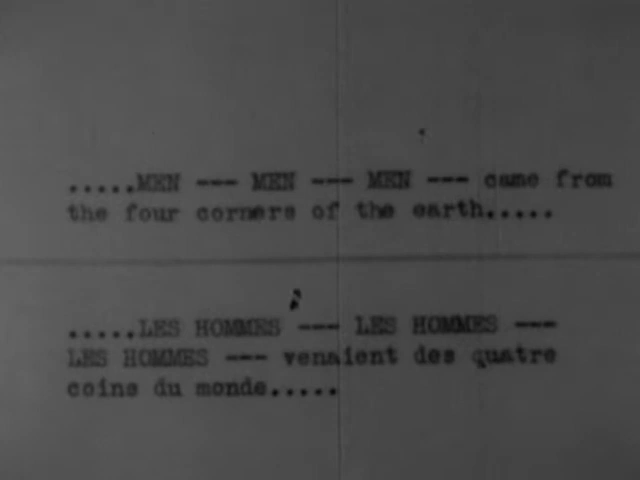 .....MEN --- MEN --- MEN --- came from
the four corners of the earth.....
.....LES HOMMES --- LES HOMMES ---
LES HOMMES --- venaient des quatre
coins du monde.....